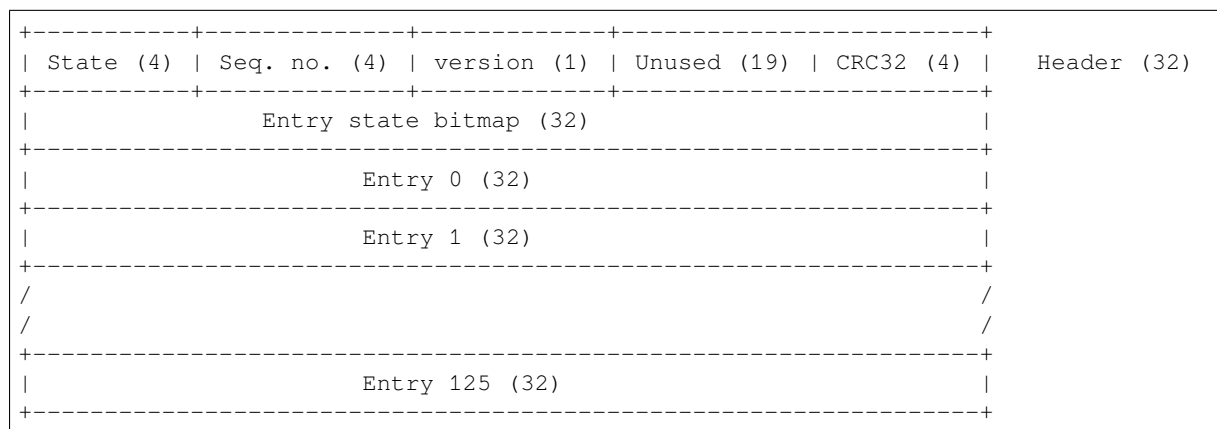 +-----------+--------------+-------------+-------------------------+
| State (4) | Seq. no. (4) | version (1) | Unused (19) | CRC32 (4) |   Header (32)
+-----------+--------------+-------------+-------------------------+
|                Entry state bitmap (32)                           |
+------------------------------------------------------------------+
|                       Entry 0 (32)                               |
+------------------------------------------------------------------+
|                       Entry 1 (32)                               |
+------------------------------------------------------------------+
/                                                                  /
/                                                                  /
+------------------------------------------------------------------+
|                       Entry 125 (32)                             |
+------------------------------------------------------------------+